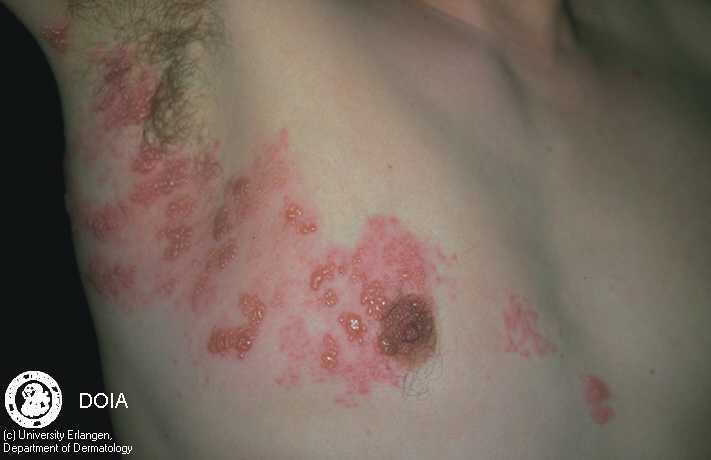 DOIA
(c) University Erlangen,
Department of Dermatology